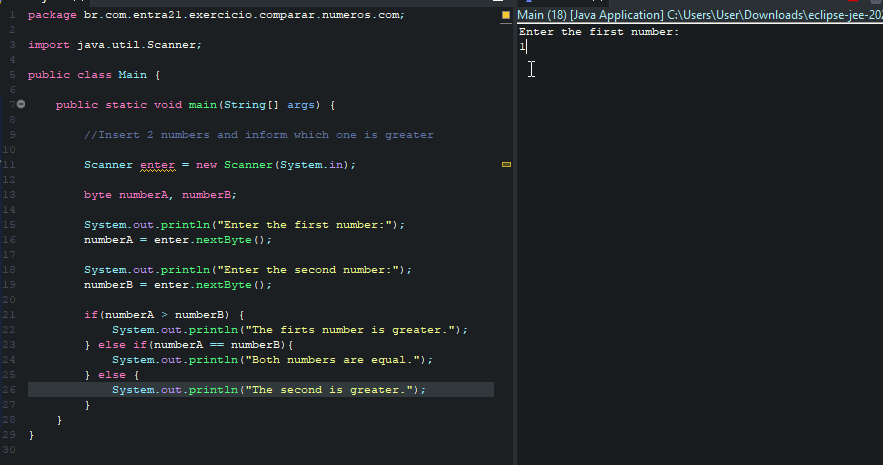 1 package br.com.entra21.exercicio.comparar.numeros.com;
2
3 import java.util.Scanner;
4
5 public class Main {
6
7 public static void main(String[] args) {
8
9 //Insert 2 numbers and inform which one is greater
10
11 Scanner enter = new Scanner(System.in);
12
13 byte numberA, numberB;
14
15 System.out.println("Enter the first number:");
16 numberA = enter.nextByte();
17
18 System.out.println("Enter the second number:");
19 numberB = enter.nextByte();
20
21 if(numberA > numberB) {
22 System.out.println("The firts number is greater.");
23 } else if(numberA == numberB){
24 System.out.println("Both numbers are equal.");
25 } else {
26 System.out.println("The second is greater.");
27 }
28 }
29 }
30
Main (18) [Java Application] C:\Users\User\Downloads\eclipse-jee-202
Enter the first number:
1